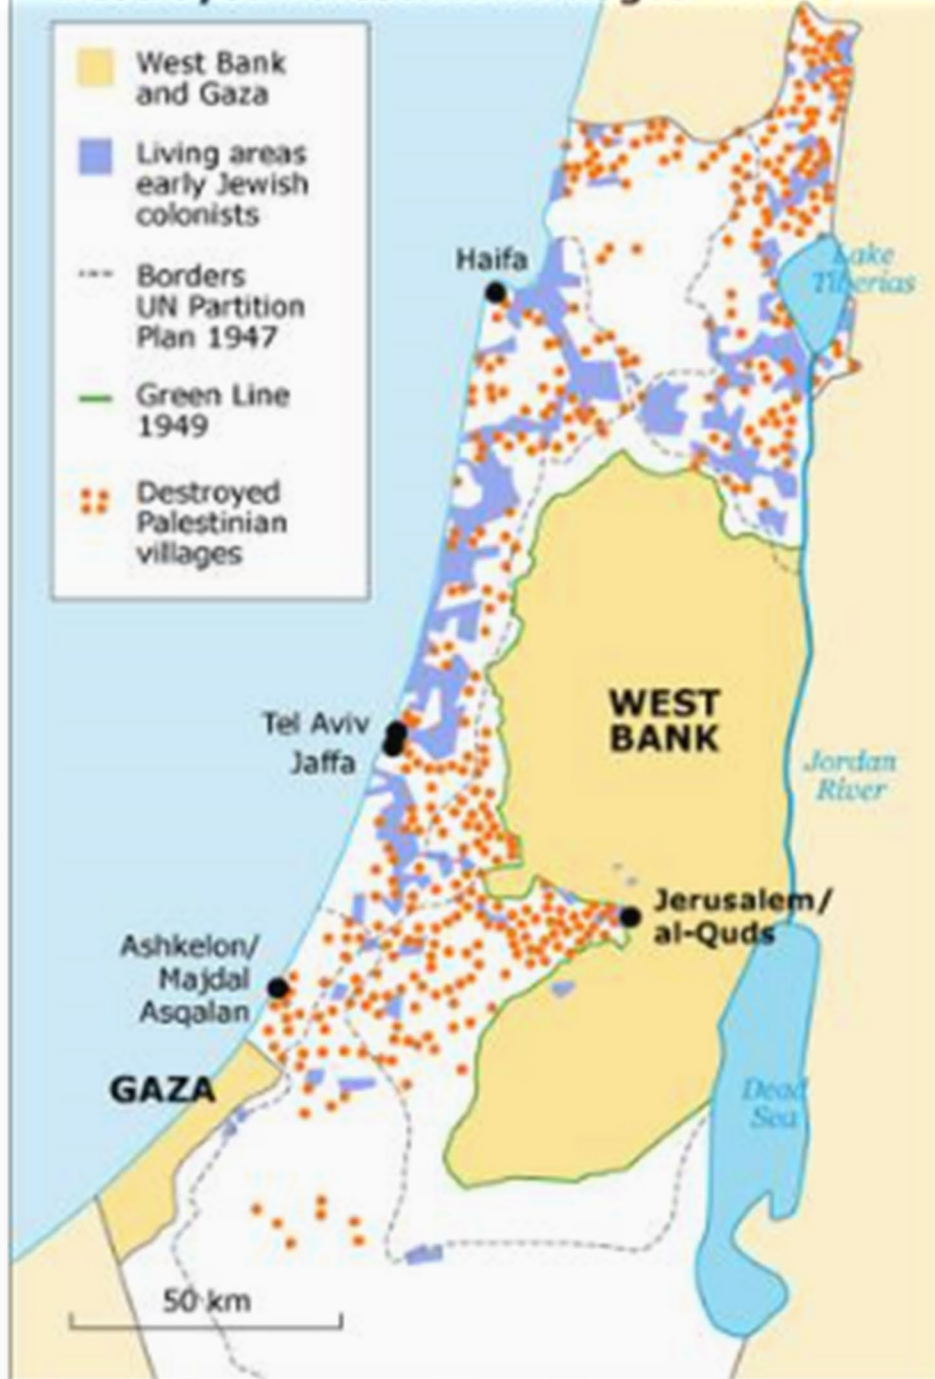 West Bank
and Gaza
Living areas
early Jewish
colonists
Borders
UN Partition
Plan 1947
Green Line
1949
Destroyed
Palestinian
villages
Haifa
Lake
Tiberias
WEST
BANK
Tel Aviv
Jaffa
Jordan
River
Jerusalem/
al-Quds
Ashkelon/
Majdal
Asqalan
GAZA
Dead
Sea
50 km